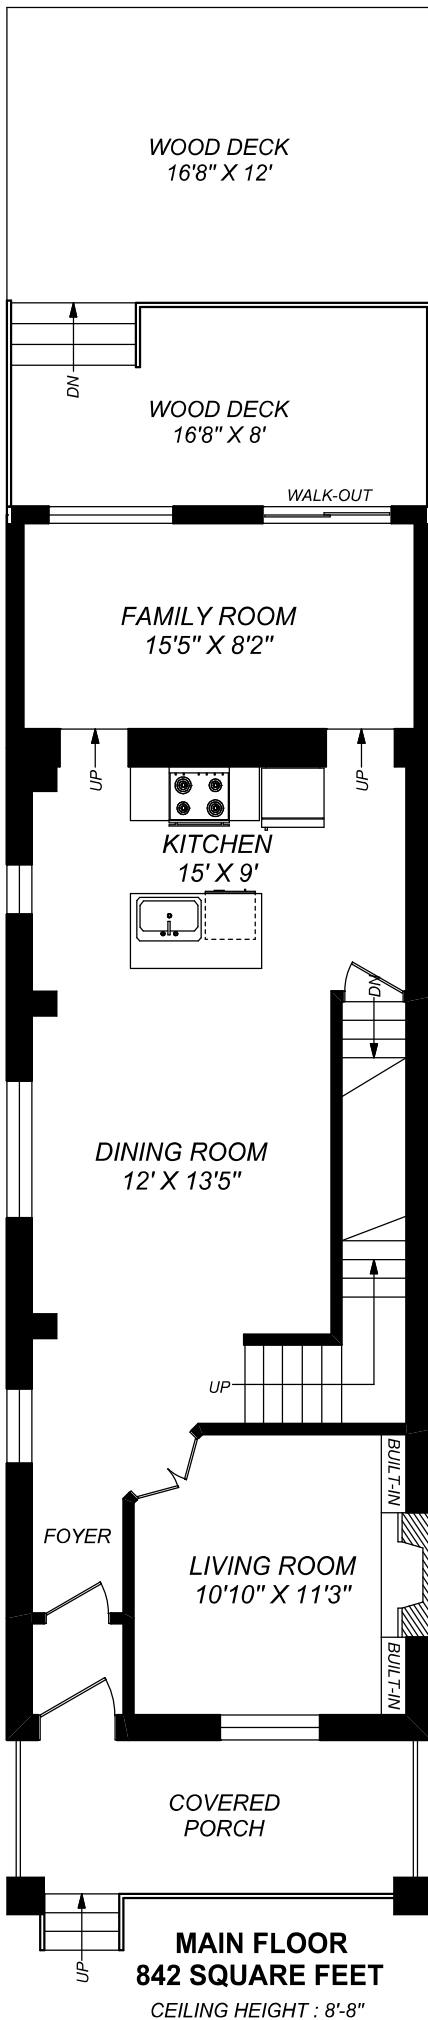 WOOD DECK
16'8" X 12'
DN
WOOD DECK
16'8" X 8'
WALK-OUT
FAMILY ROOM
15'5" X 8'2"
UP
UP
KITCHEN
15' X 9'
DN
DINING ROOM
12' X 13'5"
UP
BUILT-IN
FOYER
LIVING ROOM
10'10" X 11'3"
BUILT-IN
COVERED
PORCH
UP
MAIN FLOOR
842 SQUARE FEET
CEILING HEIGHT : 8'-8"